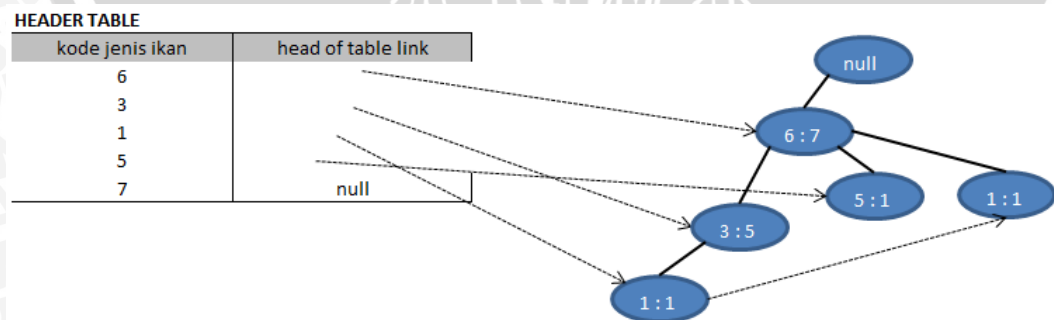 HEADER TABLE
kode jenis ikan head of table link
6
3
1
5
7 null
null
6 : 7
5 : 1
1 : 1
3 : 5
1 : 1